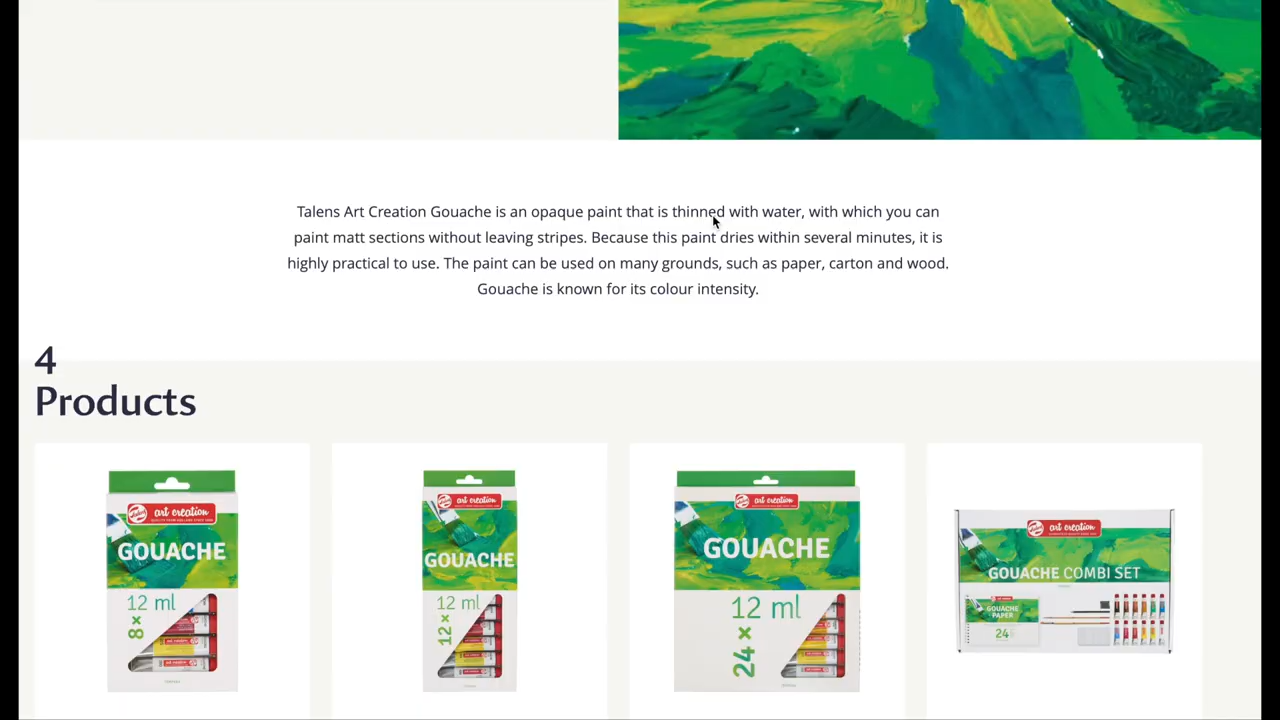 Talens Art Creation Gouache is an opaque paint that is thinned with water, with which you can
paint matt sections without leaving stripes. Because this paint dries within several minutes, it is
highly practical to use. The paint can be used on many grounds, such as paper, carton and wood.
Gouache is known for its colour intensity.
4
Products
art creation
GOUACHE
12 ml
8×
art creation
GOUACHE
12 ml
12×
art creation
GOUACHE
12 ml
24×
art creation
GOUACHE COMBI SET
GOUACHE
PAPER
24